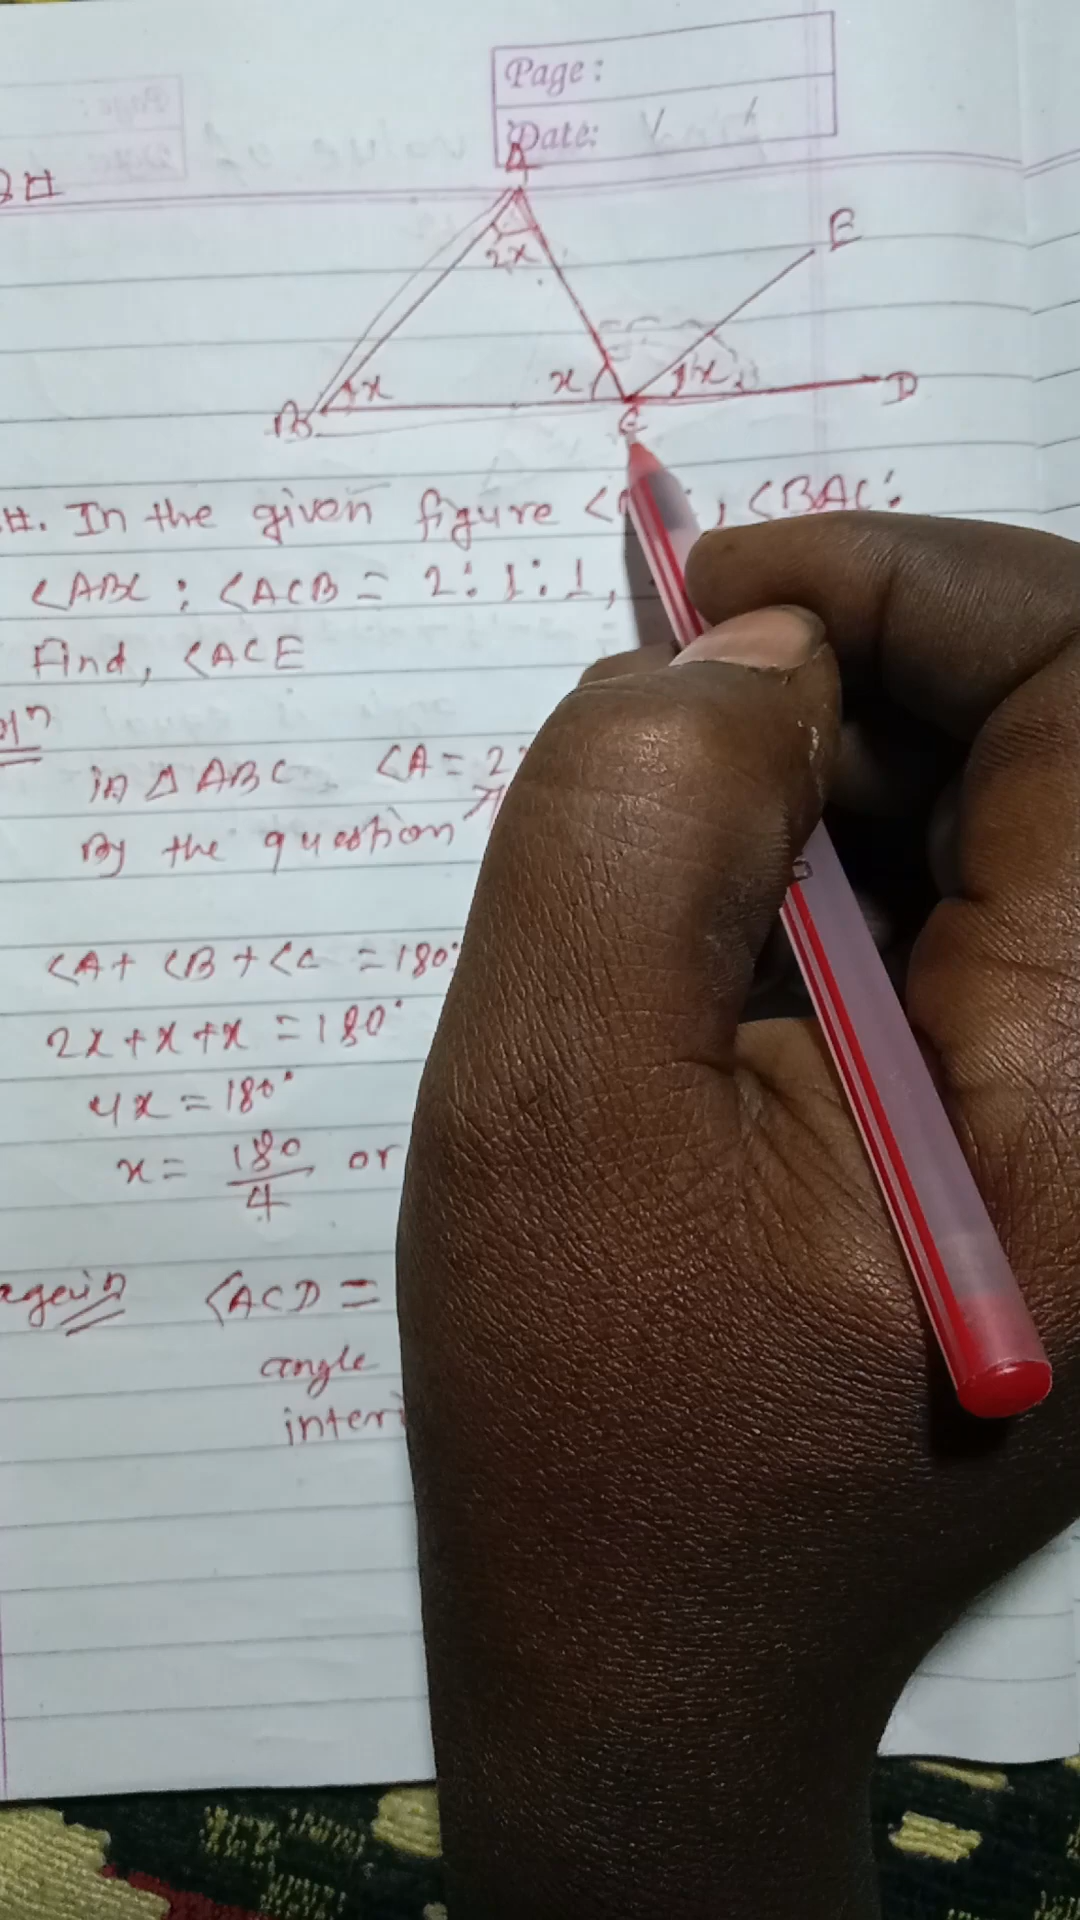 Page:
Date:
A
E
2x
x
x
x
B
C
D
In the given figure <BAC:
<ABC : <ACB = 2:1:1,
Find, <ACE
in Δ ABC <A = 2
By the question
<A + <B + <C = 180°
2x + x + x = 180°
4x = 180°
x = 180/4 or
again <ACD =
angle